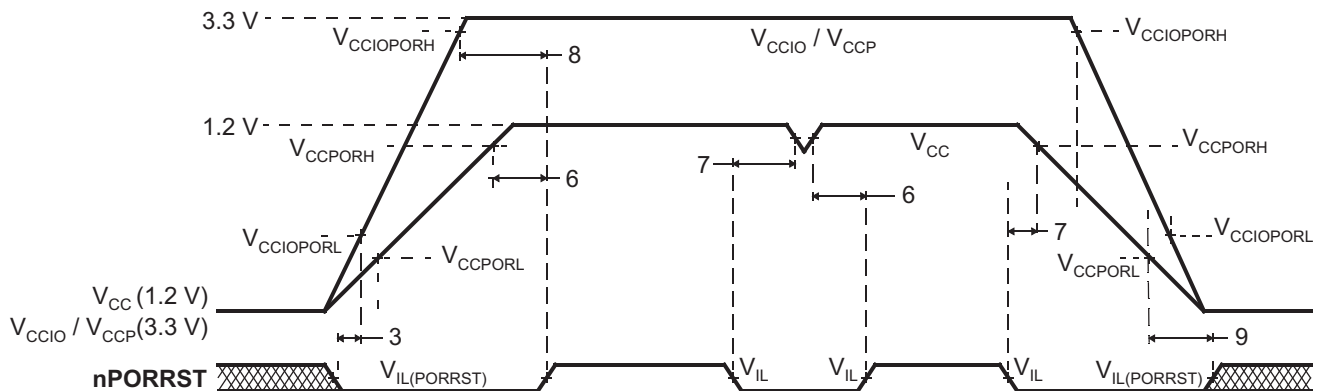 3.3 V
V_CCIOPORH
8
V_CCIO / V_CCP
V_CCIOPORH
1.2 V
V_CCPORH
6
7
V_CC
6
V_CCPORH
7
V_CCIOPORL
V_CCPORL
V_CCIOPORL
V_CCPORL
V_CC (1.2 V)
V_CCIO / V_CCP(3.3 V)
3
9
nPORRST
V_IL(PORRST)
V_IL
V_IL
V_IL
V_IL(PORRST)